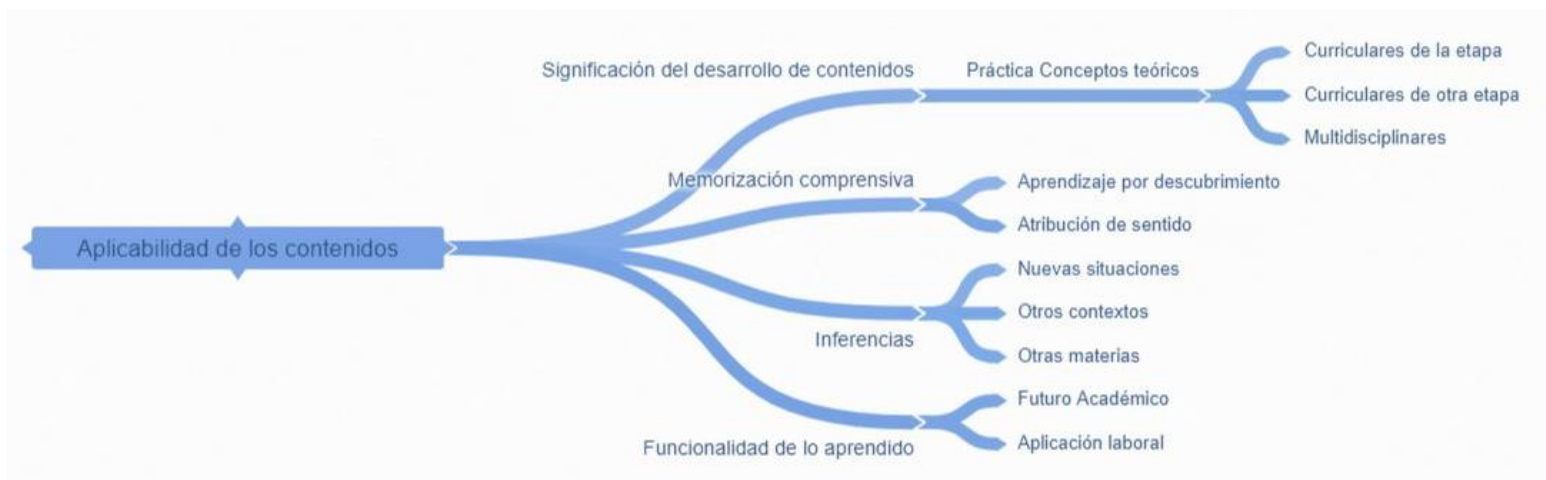 Aplicabilidad de los contenidos
Significación del desarrollo de contenidos
Práctica Conceptos teóricos
Curriculares de la etapa
Curriculares de otra etapa
Multidisciplinares
Memorización comprensiva
Aprendizaje por descubrimiento
Atribución de sentido
Inferencias
Nuevas situaciones
Otros contextos
Otras materias
Funcionalidad de lo aprendido
Futuro Académico
Aplicación laboral